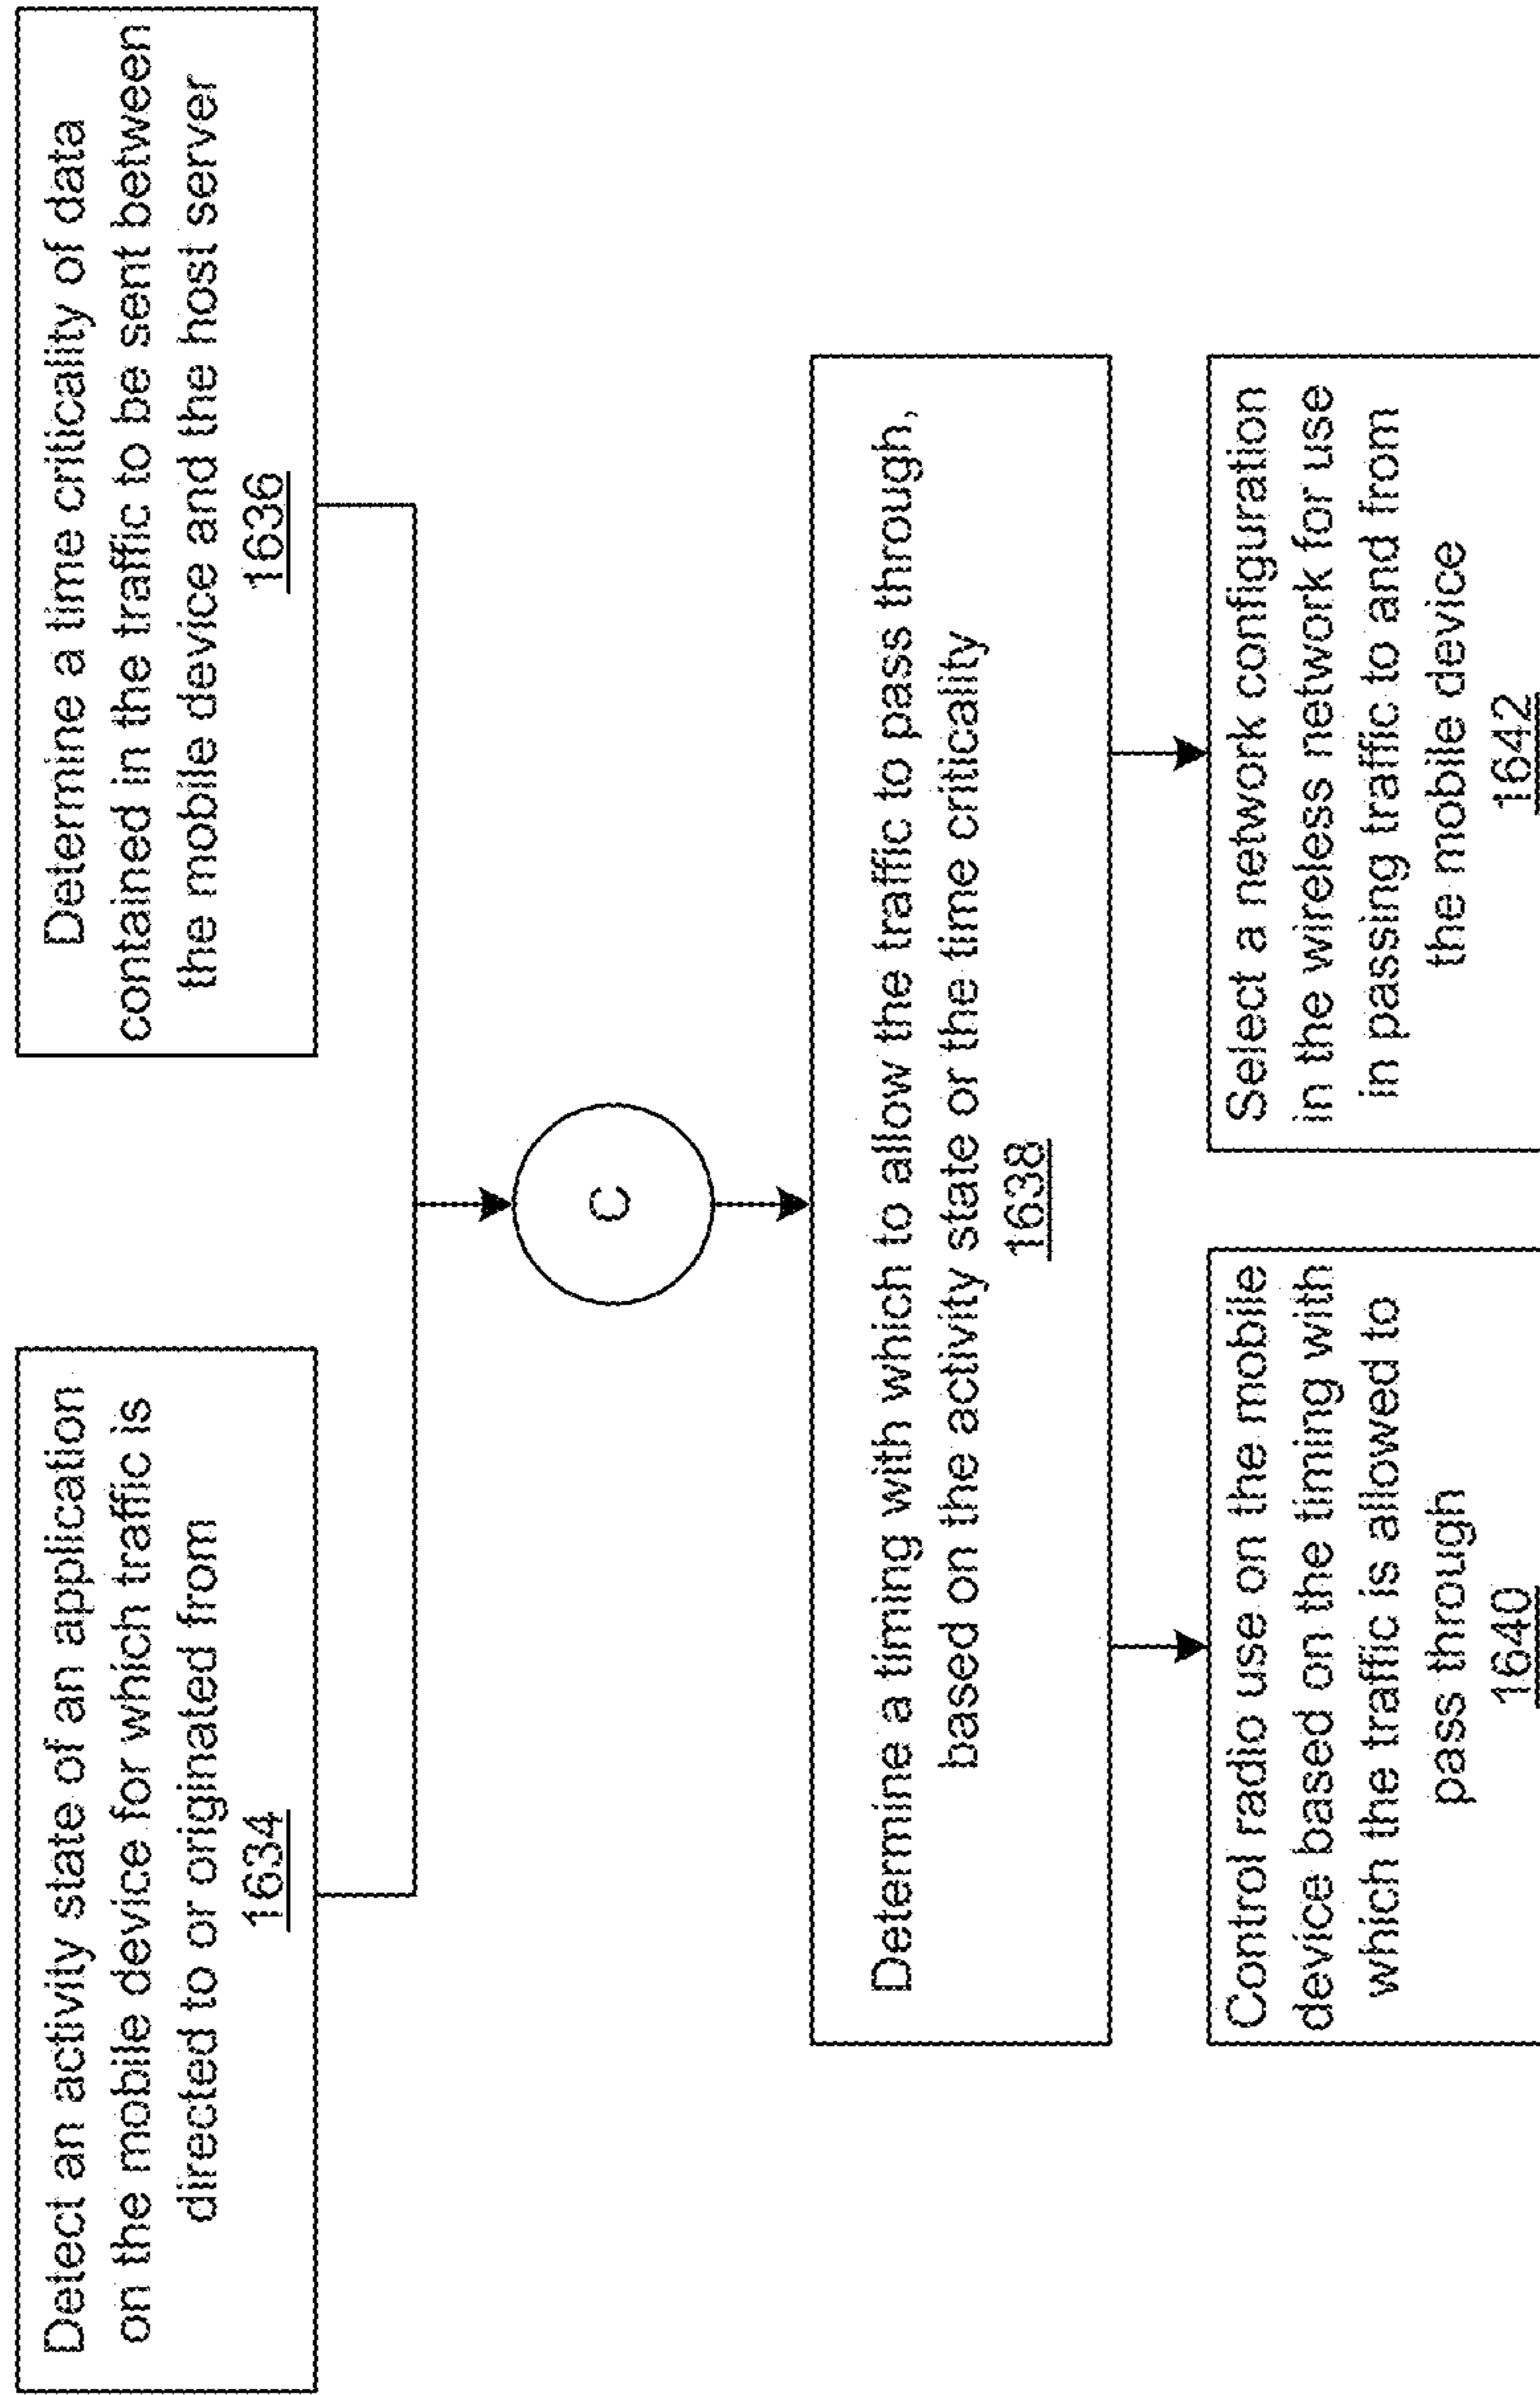 Detect an activity state of an application
on the mobile device for which traffic is
directed to or originated from
1634
Determine a time criticality of data
contained in the traffic to be sent between
the mobile device and the host server
1636
C
Determine a timing with which to allow the traffic to pass through,
based on the activity state or the time criticality
1638
Control radio use on the mobile
device based on the timing with
which the traffic is allowed to
pass through
1640
Select a network configuration
in the wireless network for use
in passing traffic to and from
the mobile device
1642